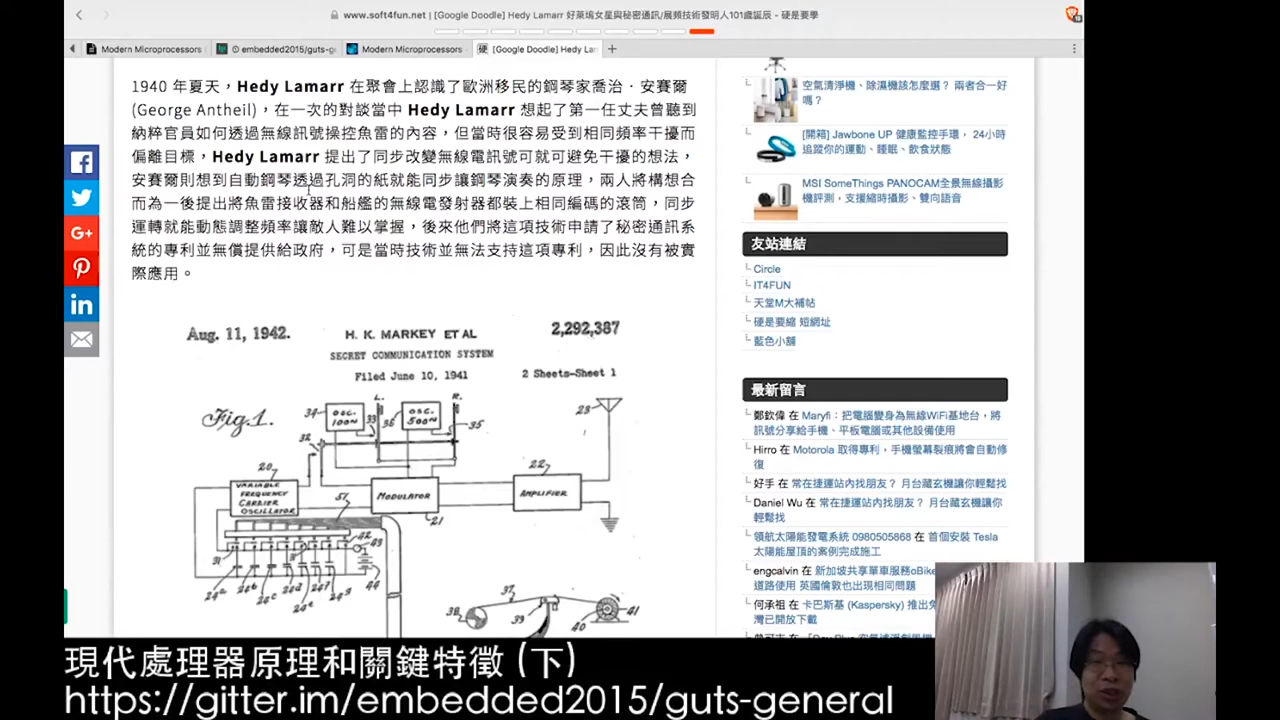 www.soft4fun.net | [Google Doodle] Hedy Lamarr 好萊塢女星與秘密通訊/展頻技術發明人101歲誕辰 - 硬是要學
Modern Microprocessors
embedded2015/guts-g
Modern Microprocessors
[Google Doodle] Hedy Lam
1940 年夏天，Hedy Lamarr 在聚會上認識了歐洲移民的鋼琴家喬治．安賽爾
(George Antheil)，在一次的對談當中 Hedy Lamarr 想起了第一任丈夫曾聽到
納粹官員如何透過無線訊號操控魚雷的內容，但當時很容易受到相同頻率干擾而
偏離目標，Hedy Lamarr 提出了同步改變無線電訊號可就可避免干擾的想法，
安賽爾則想到自動鋼琴透過孔洞的紙就能同步讓鋼琴演奏的原理，兩人將構想合
而為一後提出將魚雷接收器和船艦的無線電發射器都裝上相同編碼的滾筒，同步
運轉就能動態調整頻率讓敵人難以掌握，後來他們將這項技術申請了秘密通訊系
統的專利並無償提供給政府，可是當時技術並無法支持這項專利，因此沒有被實
際應用。
Aug. 11, 1942.
H. K. MARKEY ET AL
2,292,387
SECRET COMMUNICATION SYSTEM
Filed June 10, 1941
2 Sheets-Sheet 1
Fig.1.
34
OSC.
100N
L.
33
36
OSC.
500N
R.
35
23
32
20
VARIABLE
FREQUENCY
CARRIER
OSCILLATOR
51
MODULATOR
21
22
AMPLIFIER
31
42
43
44
24a
24b
24c
24d
24e
24f
24g
37
38
39
40
41
空氣清淨機、除濕機該怎麼選？ 兩者合一好
嗎？
[開箱] Jawbone UP 健康監控手環， 24小時
追蹤你的運動、睡眠、飲食狀態
MSI SomeThings PANOCAM全景無線攝影
機評測，支援縮時攝影、雙向語音
友站連結
Circle
IT4FUN
天堂M大補帖
硬是要縮 短網址
藍色小舖
最新留言
鄭欽偉 在 Maryfi：把電腦變身為無線WiFi基地台，將
訊號分享給手機、平板電腦或其他設備使用
Hirro 在 Motorola 取得專利，手機螢幕裂痕將會自動修
復
好手 在 常在捷運站內找朋友？ 月台藏玄機讓你輕鬆找
Daniel Wu 在 常在捷運站內找朋友？ 月台藏玄機讓你
輕鬆找
領航太陽能發電系統 0980505868 在 首個安裝 Tesla
太陽能屋頂的案例完成施工
engcalvin 在 新加坡共享單車服務oBike
道路使用 英國倫敦也出現相同問題
何承祖 在 卡巴斯基 (Kaspersky) 推出免
灣已開放下載
現代處理器原理和關鍵特徵 (下)
https://gitter.im/embedded2015/guts-general